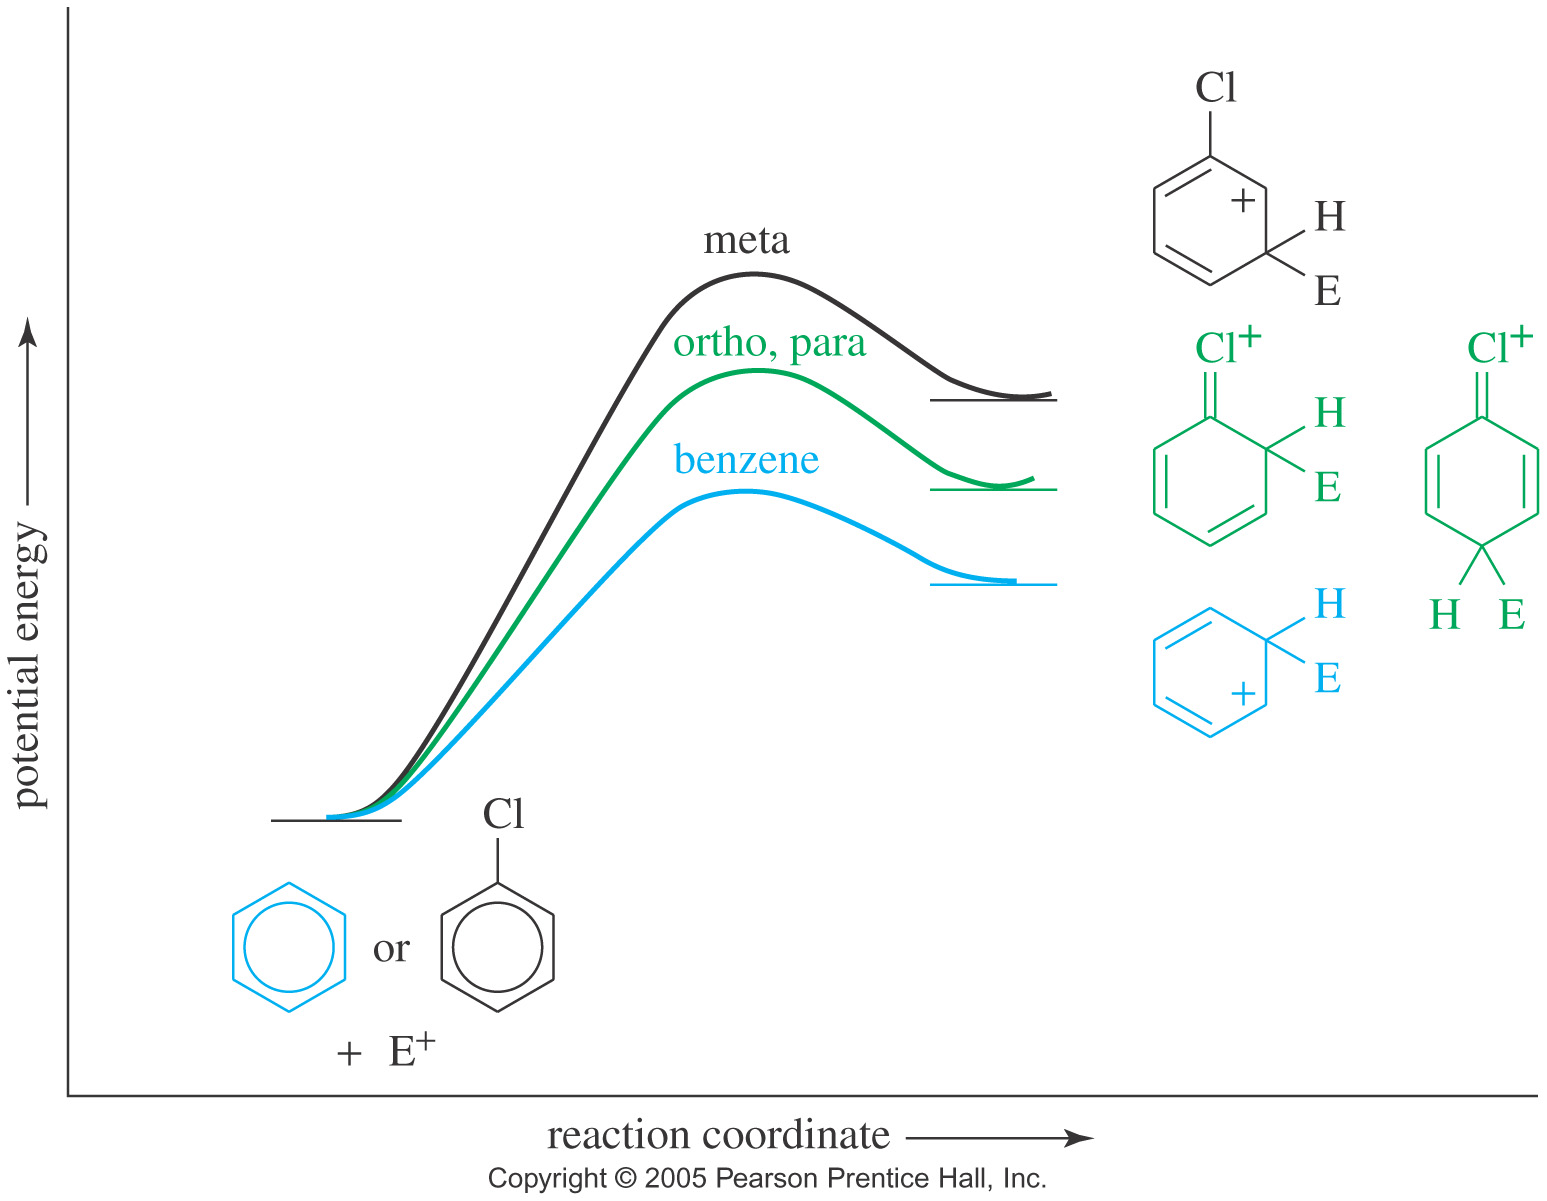 potential energy
meta
ortho, para
benzene
Cl
+
H
E
Cl+
H
E
Cl+
H E
H
E
+
Cl
or
+ E+
reaction coordinate
Copyright © 2005 Pearson Prentice Hall, Inc.